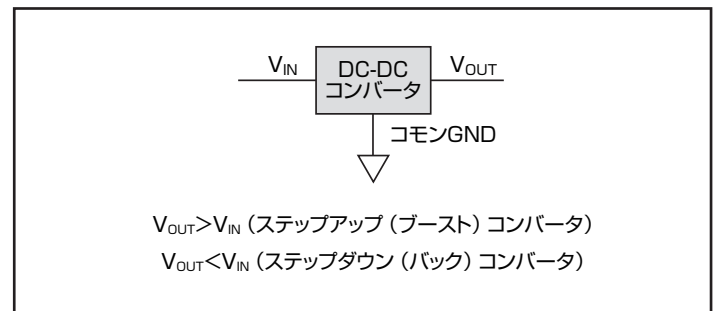 VIN
DC-DC
コンバータ
VOUT
コモンGND
VOUT>VIN (ステップアップ (ブースト) コンバータ)
VOUT<VIN (ステップダウン (バック) コンバータ)